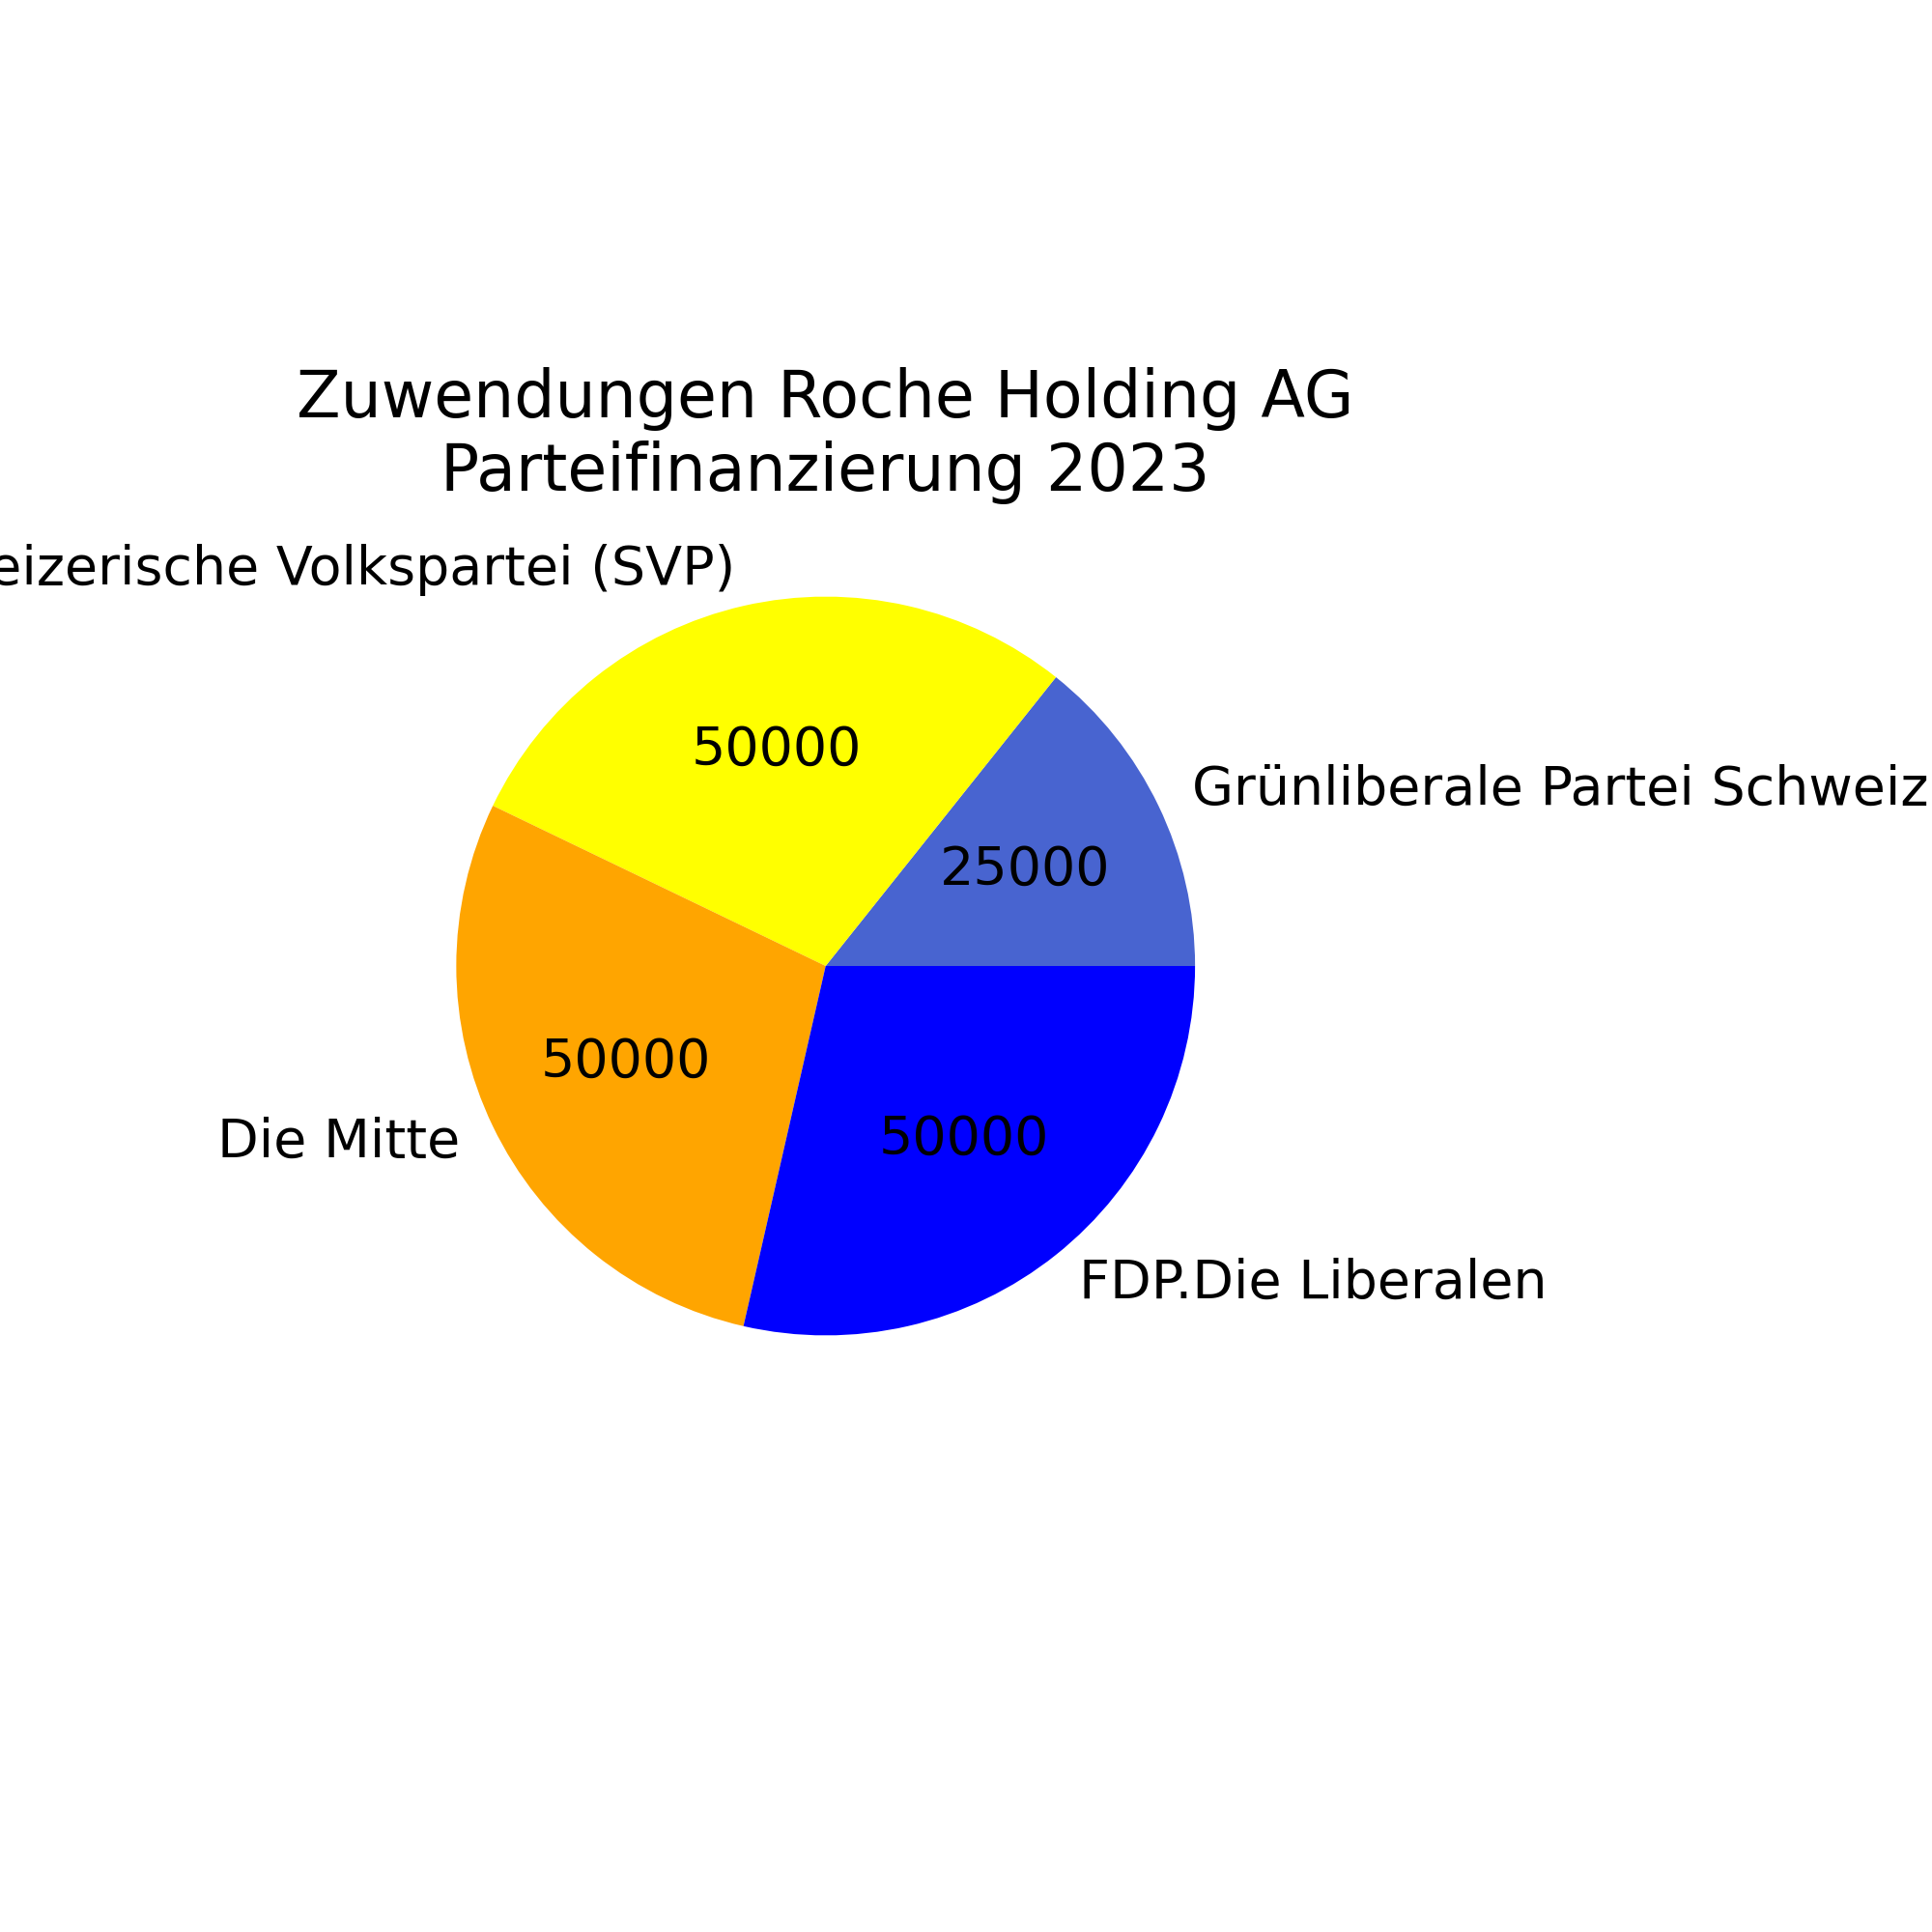 Zuwendungen Roche Holding AG
Parteifinanzierung 2023
eizerische Volkspartei (SVP)
50000
Grünliberale Partei Schweiz
25000
50000
Die Mitte
50000
FDP.Die Liberalen